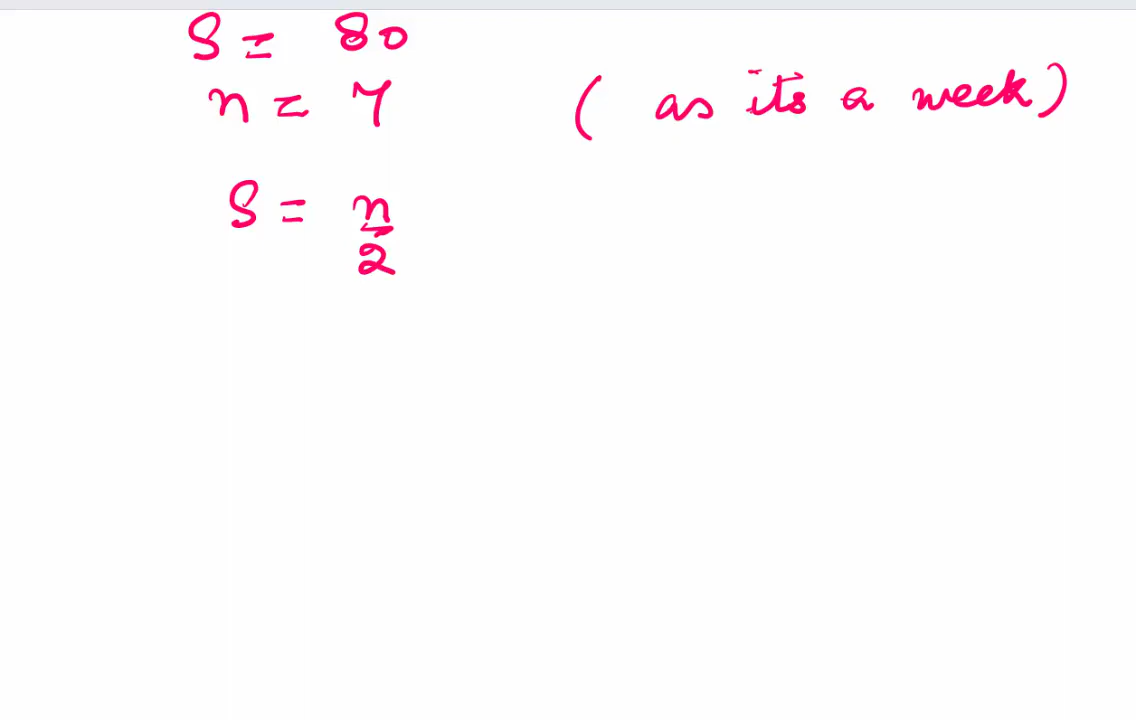 S = 80
n = 7 ( as its a week )
S = n/2